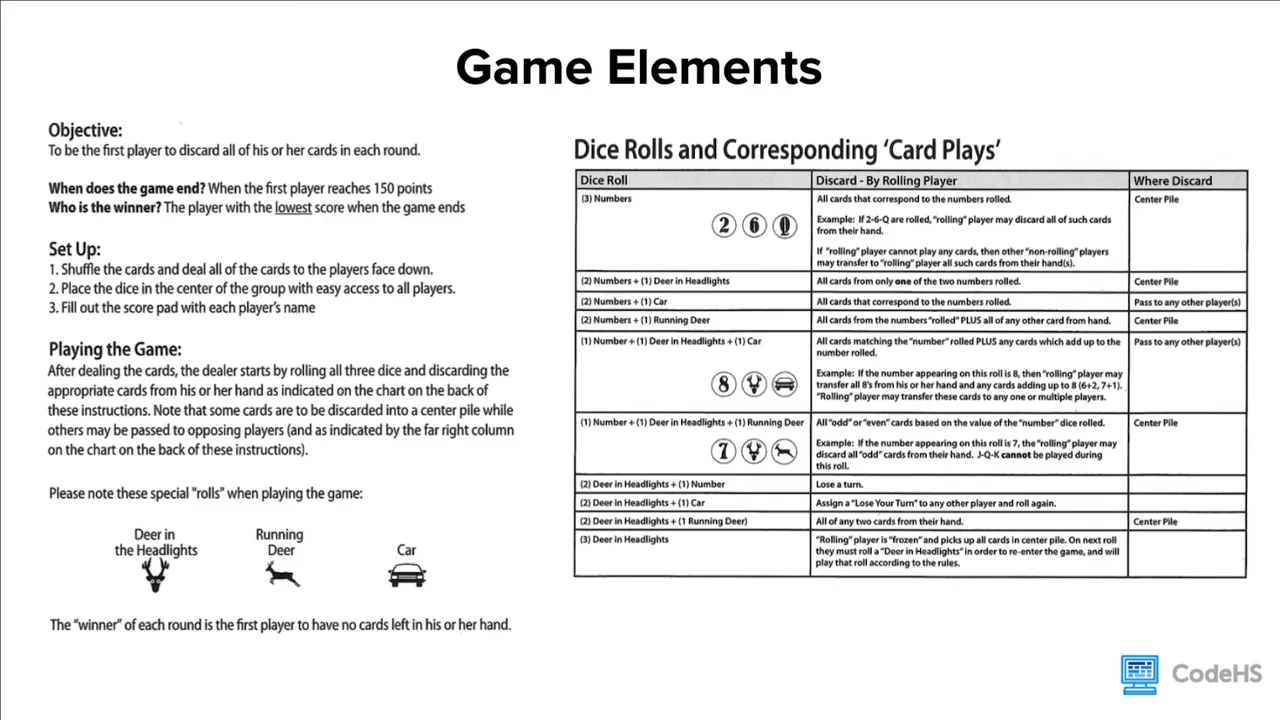 Game Elements
Objective:
To be the first player to discard all of his or her cards in each round.
When does the game end? When the first player reaches 150 points
Who is the winner? The player with the lowest score when the game ends
Set Up:
1. Shuffle the cards and deal all of the cards to the players face down.
2. Place the dice in the center of the group with easy access to all players.
3. Fill out the score pad with each player's name
Playing the Game:
After dealing the cards, the dealer starts by rolling all three dice and discarding the
appropriate cards from his or her hand as indicated on the chart on the back of
these instructions. Note that some cards are to be discarded into a center pile while
others may be passed to opposing players (and as indicated by the far right column
on the chart on the back of these instructions).
Please note these special "rolls" when playing the game:
Deer in
the Headlights
Running
Deer
Car
The "winner" of each round is the first player to have no cards left in his or her hand.
Dice Rolls and Corresponding 'Card Plays'
Dice Roll Discard - By Rolling Player Where Discard
(3) Numbers All cards that correspond to the numbers rolled. Center Pile
2 6 Q
Example: If 2-6-Q are rolled, "rolling" player may discard all of such cards
from their hand.
If "rolling" player cannot play any cards, then other "non-rolling" players
may transfer to "rolling" player all such cards from their hand(s).
(2) Numbers + (1) Deer in Headlights All cards from only one of the two numbers rolled. Center Pile
(2) Numbers + (1) Car All cards that correspond to the numbers rolled. Pass to any other player(s)
(2) Numbers + (1) Running Deer All cards from the numbers "rolled" PLUS all of any other card from hand. Center Pile
(1) Number + (1) Deer in Headlights + (1) Car All cards matching the "number" rolled PLUS any cards which add up to the Pass to any other player(s)
number rolled.
8
Example: If the number appearing on this roll is 8, then "rolling" player may
transfer all 8's from his or her hand and any cards adding up to 8 (6+2, 7+1).
"Rolling" player may transfer these cards to any one or multiple players.
(1) Number + (1) Deer in Headlights + (1) Running Deer All "odd" or "even" cards based on the value of the "number" dice rolled. Center Pile
7
Example: If the number appearing on this roll is 7, the "rolling" player may
discard all "odd" cards from their hand. J-Q-K cannot be played during
this roll.
(2) Deer in Headlights + (1) Number Lose a turn.
(2) Deer in Headlights + (1) Car Assign a "Lose Your Turn" to any other player and roll again.
(2) Deer in Headlights + (1 Running Deer) All of any two cards from their hand. Center Pile
(3) Deer in Headlights "Rolling" player is "frozen" and picks up all cards in center pile. On next roll
they must roll a "Deer in Headlights" in order to re-enter the game, and will
play that roll according to the rules.
CodeHS